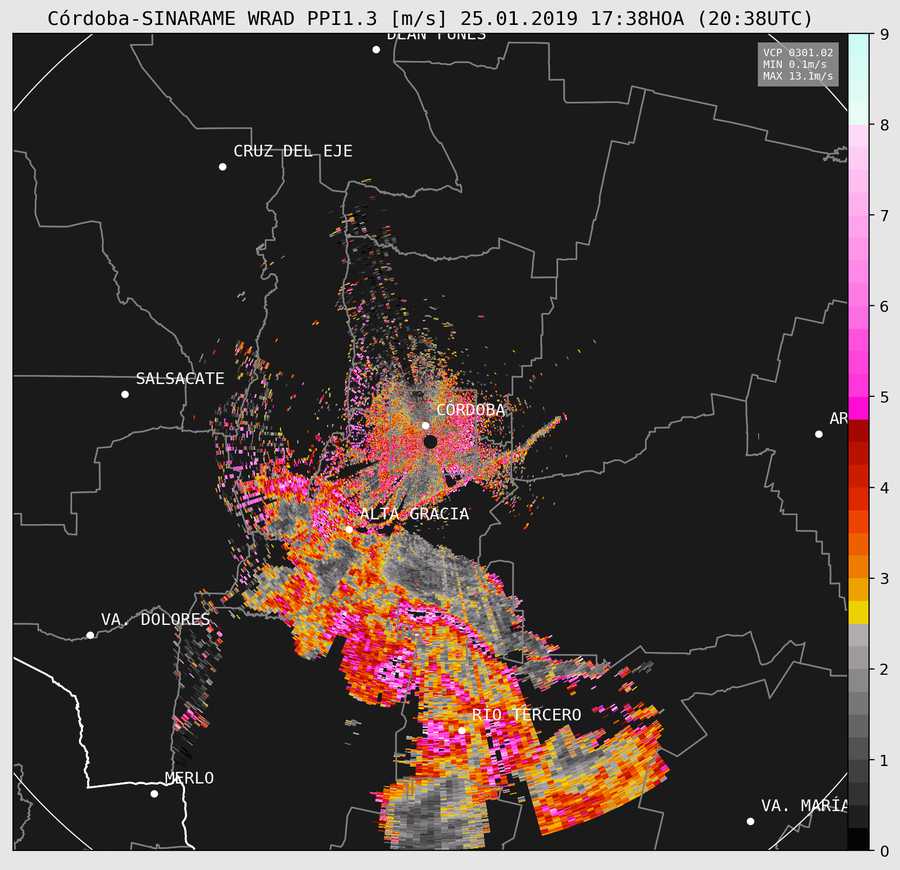 Córdoba-SINARAME WRAD PPI1.3 [m/s] 25.01.2019 17:38HOA (20:38UTC)
DEAN FUNES
VCP 0301.02
MIN 0.1m/s
MAX 13.1m/s
CRUZ DEL EJE
SALSACATE
CÓRDOBA
AR
ALTA GRACIA
VA. DOLORES
RÍO TERCERO
MERLO
VA. MARÍA
9
8
7
6
5
4
3
2
1
0